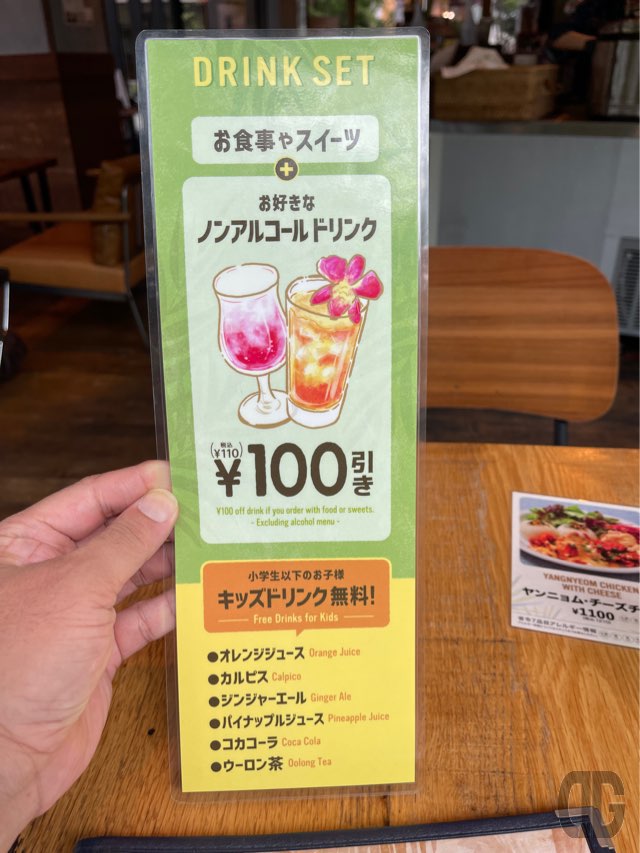 DRINK SET
お食事やスイーツ
+
お好きな
ノンアルコールドリンク
税込
(¥110)
¥100引き
¥100 off drink if you order with food or sweets.
- Excluding alcohol menu -
小学生以下のお子様
キッズドリンク無料!
Free Drinks for Kids
●オレンジジュース Orange Juice
●カルピス Calpico
●ジンジャーエール Ginger Ale
●パイナップルジュース Pineapple Juice
●コカコーラ Coca Cola
●ウーロン茶 Oolong Tea
YANGNYEOM CHICKEN
WITH CHEESE
ヤンニョム・チーズチ
¥1100
DG